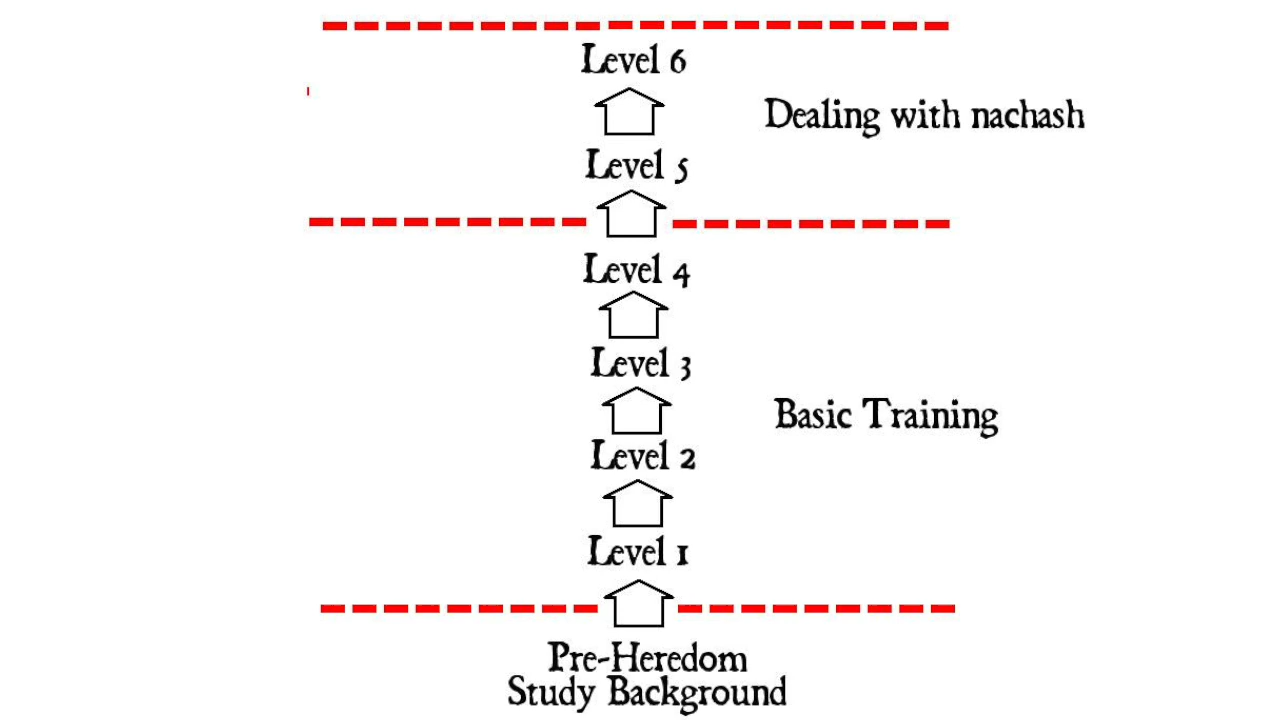 Level 6
Dealing with nachash
Level 5
Level 4
Level 3
Basic Training
Level 2
Level 1
Pre-Heredom
Study Background